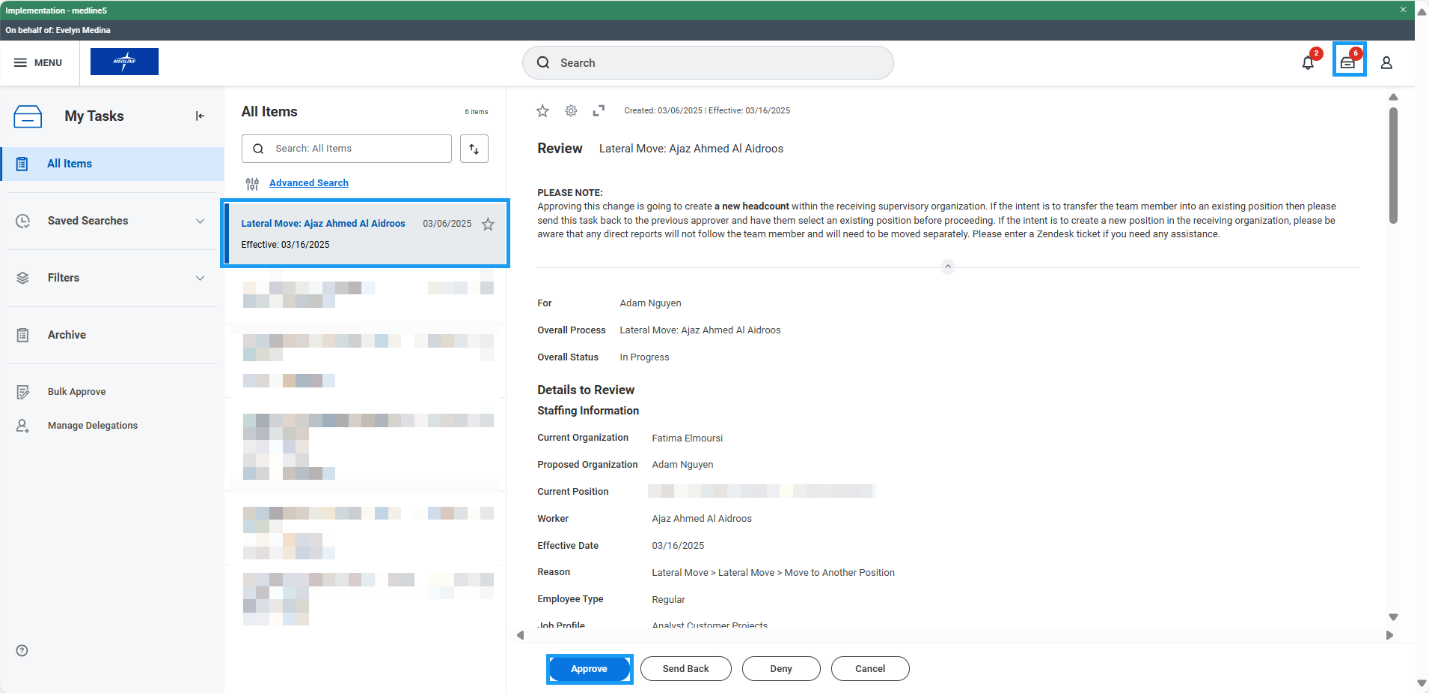 Implementation - medline5
On behalf of: Evelyn Medina
MENU
MEDLINE
Search
2
6
My Tasks
All Items
Saved Searches
Filters
Archive
Bulk Approve
Manage Delegations
All Items
6 items
Search: All Items
Advanced Search
Lateral Move: Ajaz Ahmed Al Aidroos 03/06/2025
Effective: 03/16/2025
Created: 03/06/2025 | Effective: 03/16/2025
Review Lateral Move: Ajaz Ahmed Al Aidroos
PLEASE NOTE:
Approving this change is going to create a new headcount within the receiving supervisory organization. If the intent is to transfer the team member into an existing position then please
send this task back to the previous approver and have them select an existing position before proceeding. If the intent is to create a new position in the receiving organization, please be
aware that any direct reports will not follow the team member and will need to be moved separately. Please enter a Zendesk ticket if you need any assistance.
For Adam Nguyen
Overall Process Lateral Move: Ajaz Ahmed Al Aidroos
Overall Status In Progress
Details to Review
Staffing Information
Current Organization Fatima Elmoursi
Proposed Organization Adam Nguyen
Current Position
Worker Ajaz Ahmed Al Aidroos
Effective Date 03/16/2025
Reason Lateral Move > Lateral Move > Move to Another Position
Employee Type Regular
Job Profile Analyst Customer Projects
Approve Send Back Deny Cancel